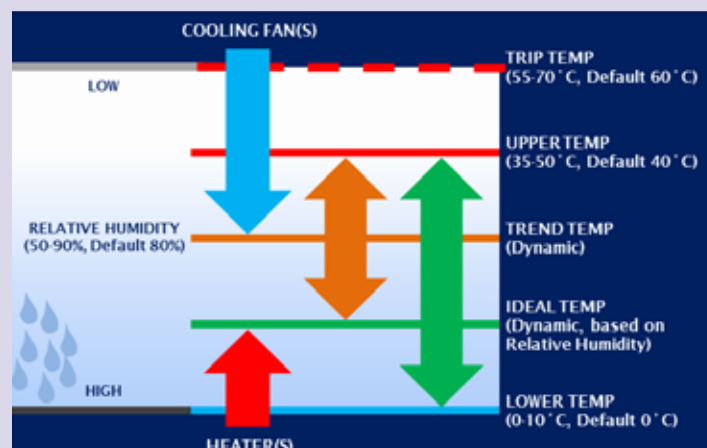 COOLING FAN(S)
TRIP TEMP
(55-70˚C, Default 60˚C)
LOW
UPPER TEMP
(35-50˚C, Default 40˚C)
RELATIVE HUMIDITY
(50-90%, Default 80%)
TREND TEMP
(Dynamic)
IDEAL TEMP
(Dynamic, based on
Relative Humidity)
HIGH
LOWER TEMP
(0-10˚C, Default 0˚C)
HEATER(S)